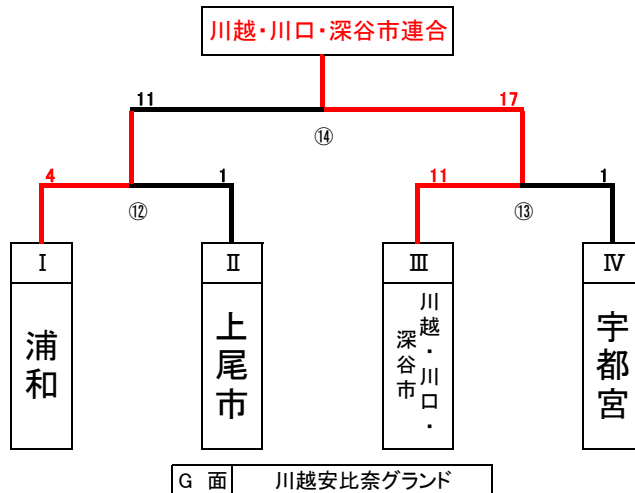 川越・川口・深谷市連合
11 17
⑭
4 1 11 1
⑫ ⑬
Ⅰ Ⅱ Ⅲ Ⅳ
浦和
上尾市
川越・川口・
深谷市
宇都宮
G 面 川越安比奈グランド